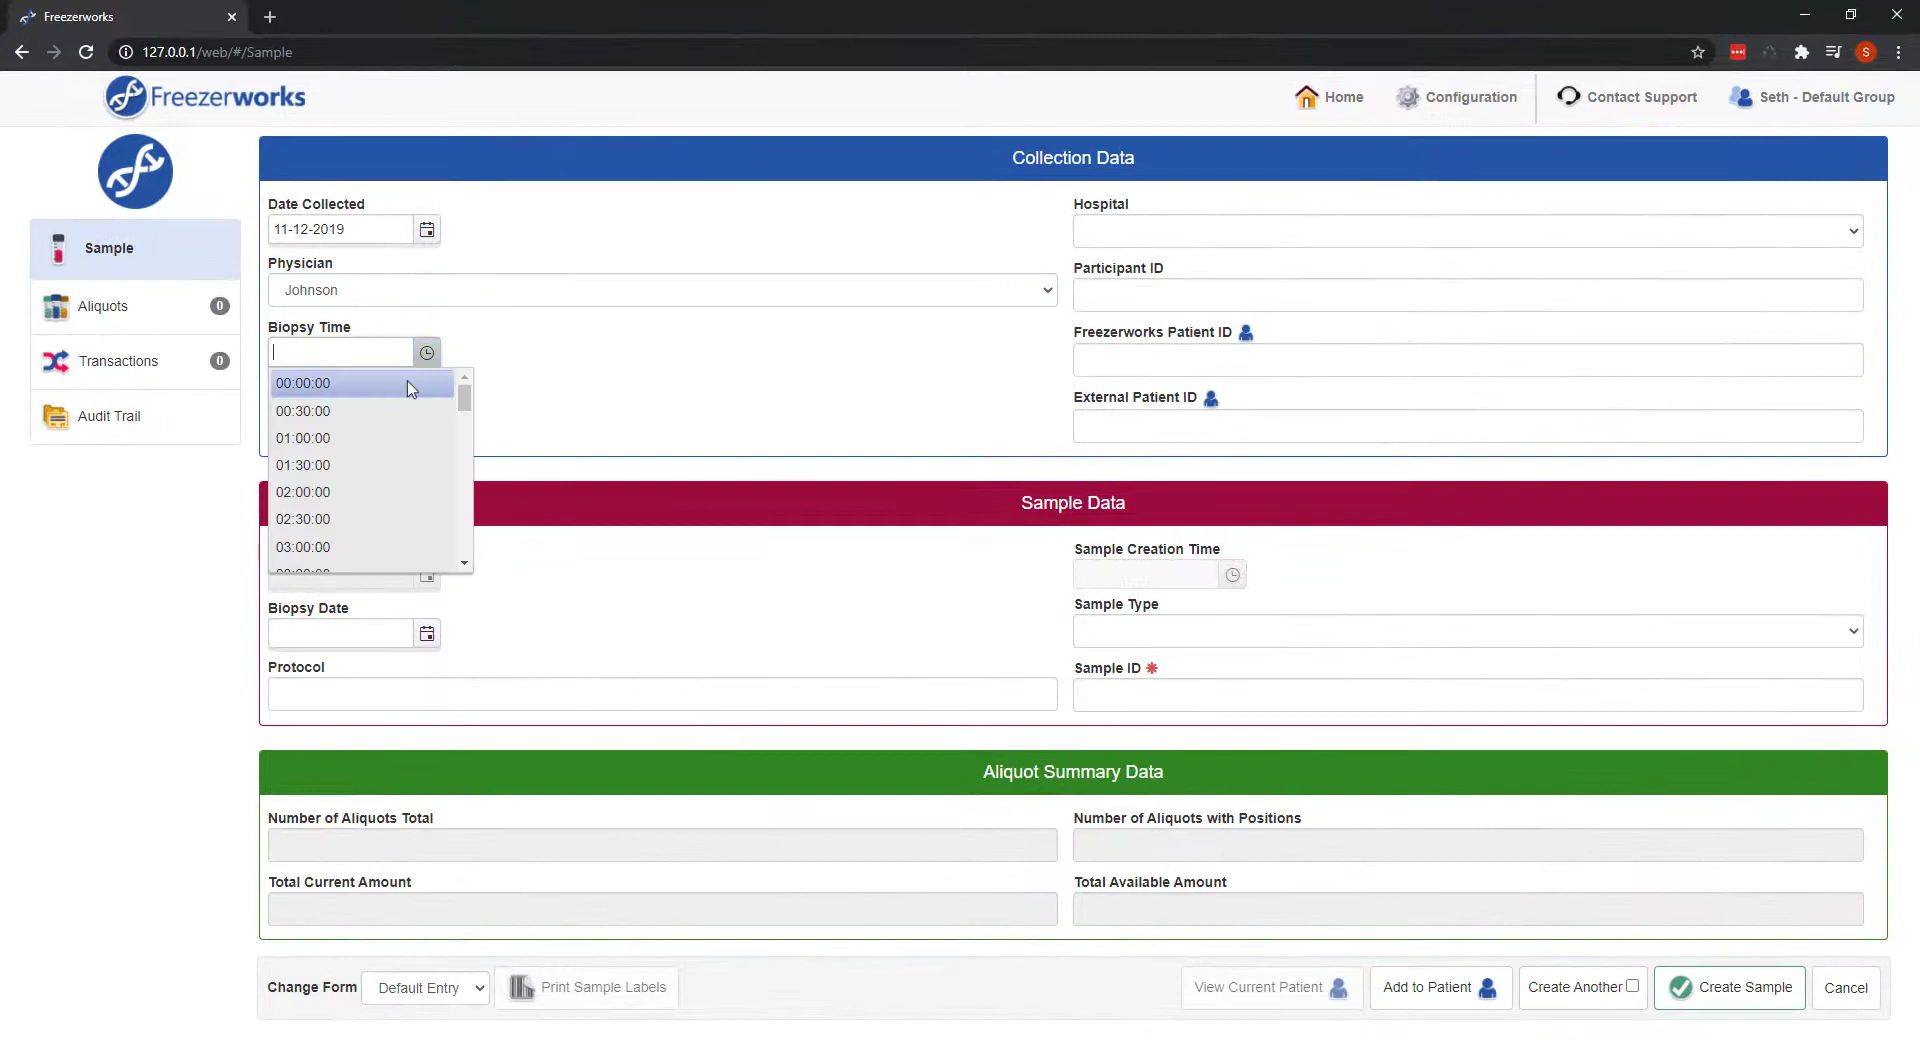 Freezerworks
127.0.0.1/web/#/Sample
S
Freezerworks
Home
Configuration
Contact Support
Seth - Default Group
Sample
Aliquots
0
Transactions
0
Audit Trail
Collection Data
Date Collected
11-12-2019
Physician
Johnson
Biopsy Time
00:00:00
00:30:00
01:00:00
01:30:00
02:00:00
02:30:00
03:00:00
Hospital
Participant ID
Freezerworks Patient ID
External Patient ID
Sample Data
Biopsy Date
Protocol
Sample Creation Time
Sample Type
Sample ID
Aliquot Summary Data
Number of Aliquots Total
Number of Aliquots with Positions
Total Current Amount
Total Available Amount
Change Form
Default Entry
Print Sample Labels
View Current Patient
Add to Patient
Create Another
Create Sample
Cancel